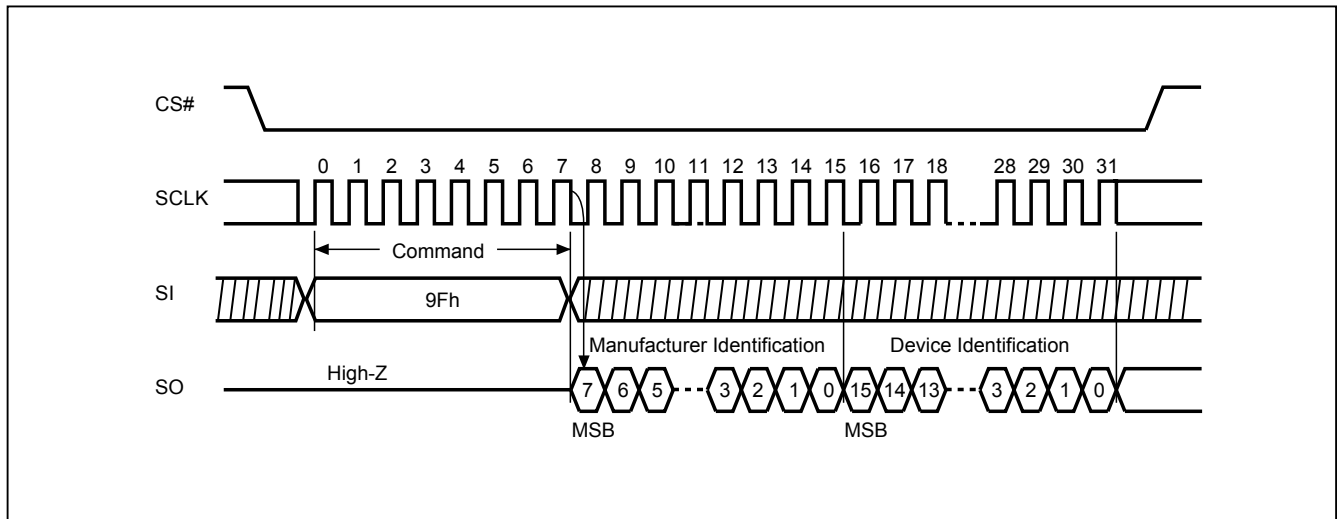 CS#
0 1 2 3 4 5 6 7 8 9 10 11 12 13 14 15 16 17 18 28 29 30 31
SCLK
Command
SI
9Fh
Manufacturer Identification Device Identification
High-Z
SO
7 6 5 3 2 1 0 15 14 13 3 2 1 0
MSB MSB